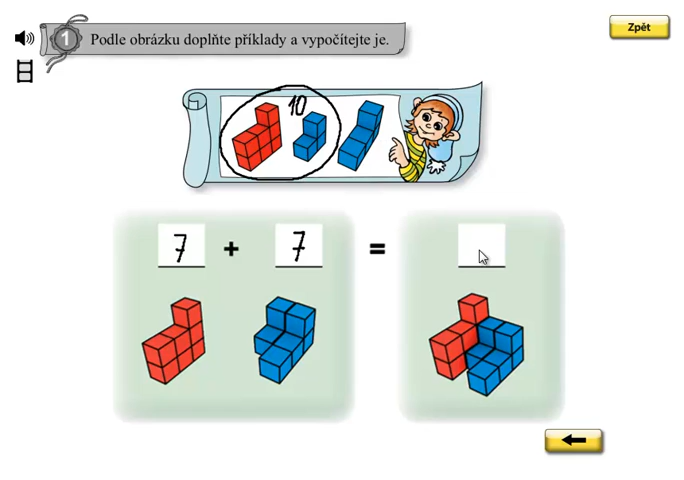 Zpět
1 Podle obrázku doplňte příklady a vypočítejte je.
10
7 + 7 =